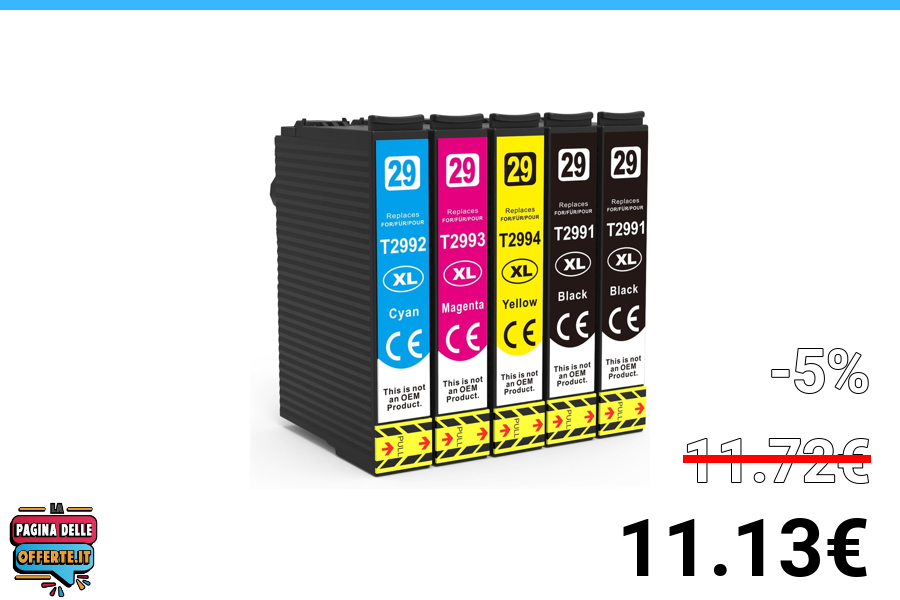 29
Replaces
FOR/FÜR/POUR
T2992
XL
Cyan
CE
This is not
an OEM
Product.
PULL
29
Replaces
FOR/FÜR/POUR
T2993
XL
Magenta
CE
This is not
an OEM
Product.
PULL
29
Replaces
FOR/FÜR/POUR
T2994
XL
Yellow
CE
This is not
an OEM
Product.
PULL
29
Replaces
FOR/FÜR/POUR
T2991
XL
Black
CE
This is not
an OEM
Product.
PULL
29
Replaces
FOR/FÜR/POUR
T2991
XL
Black
CE
This is not
an OEM
Product.
PULL
-5%
11.72€
11.13€
LA
PAGINA DELLE
OFFERTE.IT